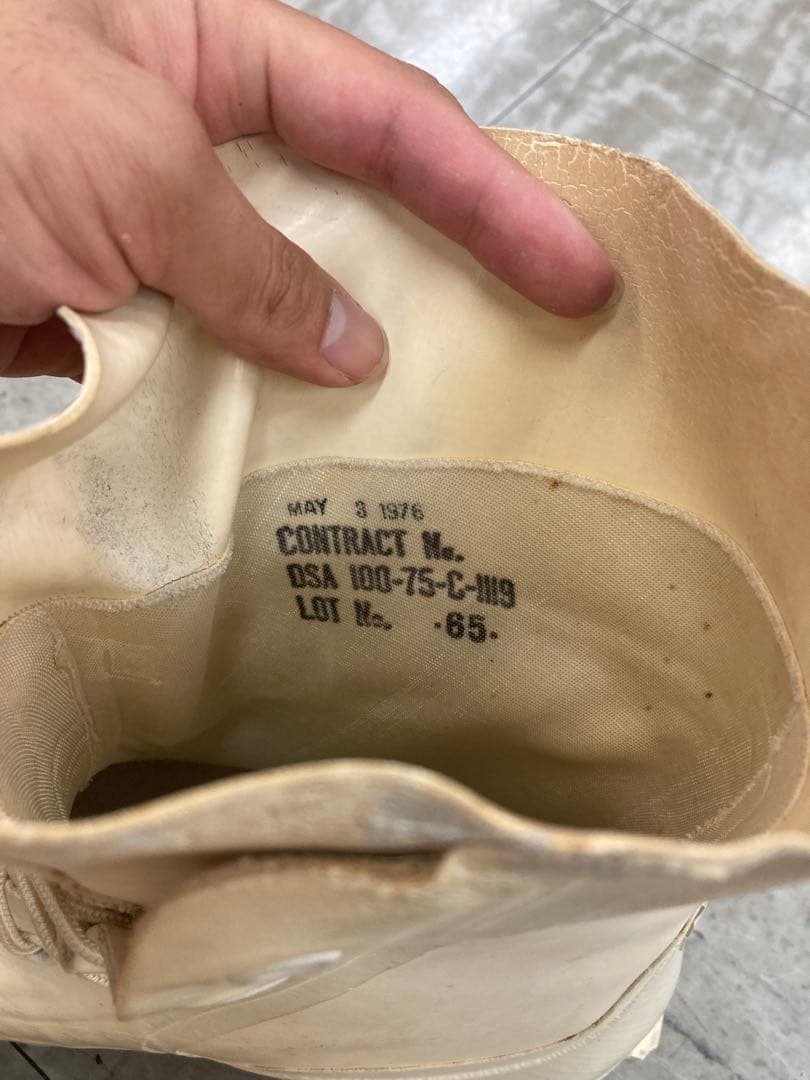 MAY 3 1976
CONTRACT No.
DSA 100-75-C-1119
LOT No. ·65·